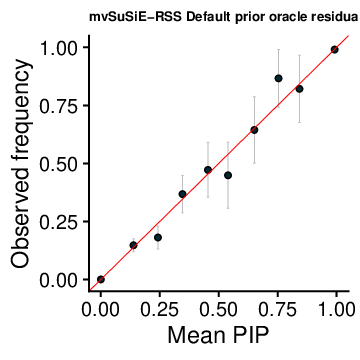 mvSuSiE-RSS Default prior oracle residua
1.00
0.75
0.50
0.25
0.00
Observed frequency
0.00 0.25 0.50 0.75 1.00
Mean PIP